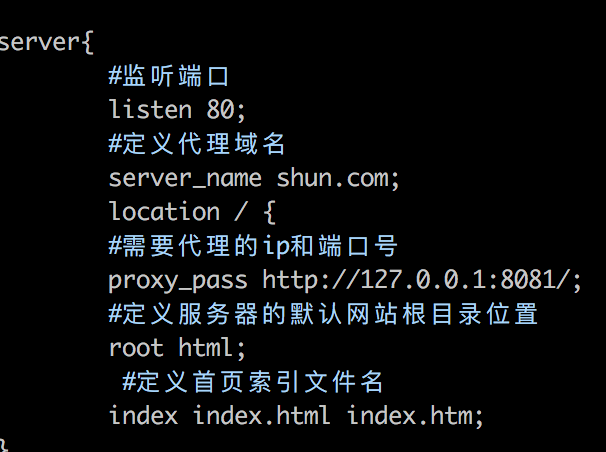 server{
#监听端口
listen 80;
#定义代理域名
server_name shun.com;
location / {
#需要代理的ip和端口号
proxy_pass http://127.0.0.1:8081/;
#定义服务器的默认网站根目录位置
root html;
#定义首页索引文件名
index index.html index.htm;
}